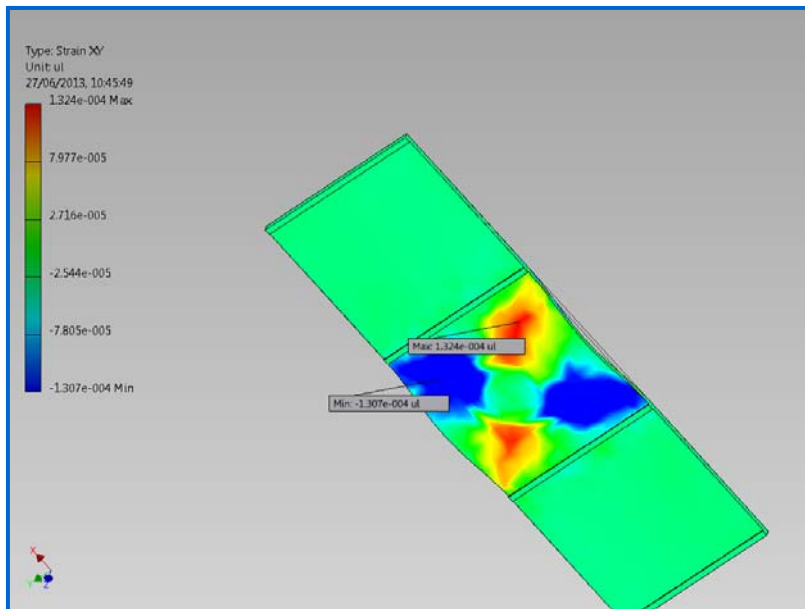 Type: Strain XY
Unit: ul
27/06/2013, 10:45:49
1.324e-004 Max
7.977e-005
2.716e-005
-2.544e-005
-7.805e-005
-1.307e-004 Min
Max: 1.324e-004 ul
Min: -1.307e-004 ul
X
Y
Z